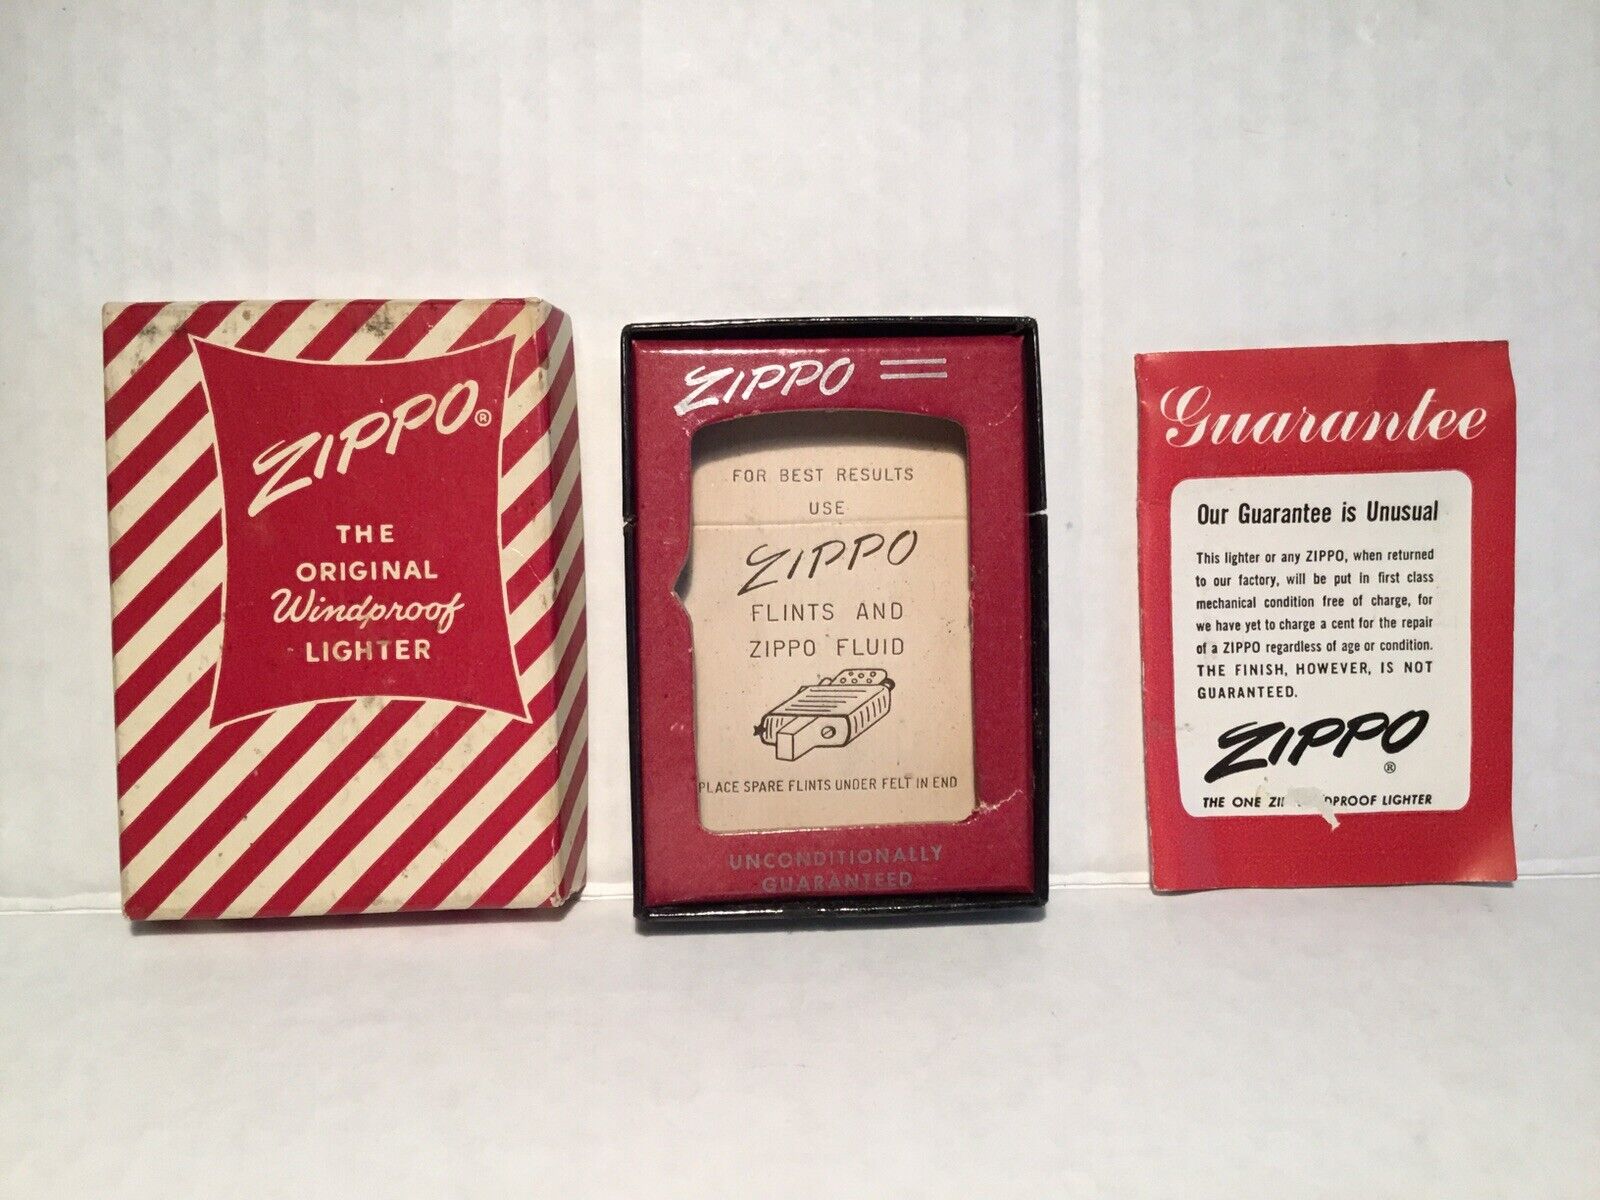 ZIPPO®
THE
ORIGINAL
Windproof
LIGHTER
ZIPPO
FOR BEST RESULTS
USE
ZIPPO
FLINTS AND
ZIPPO FLUID
PLACE SPARE FLINTS UNDER FELT IN END
UNCONDITIONALLY
GUARANTEED
Guarantee
Our Guarantee is Unusual
This lighter or any ZIPPO, when returned
to our factory, will be put in first class
mechanical condition free of charge, for
we have yet to charge a cent for the repair
of a ZIPPO regardless of age or condition.
THE FINISH, HOWEVER, IS NOT
GUARANTEED.
ZIPPO
®
THE ONE LIGHTER